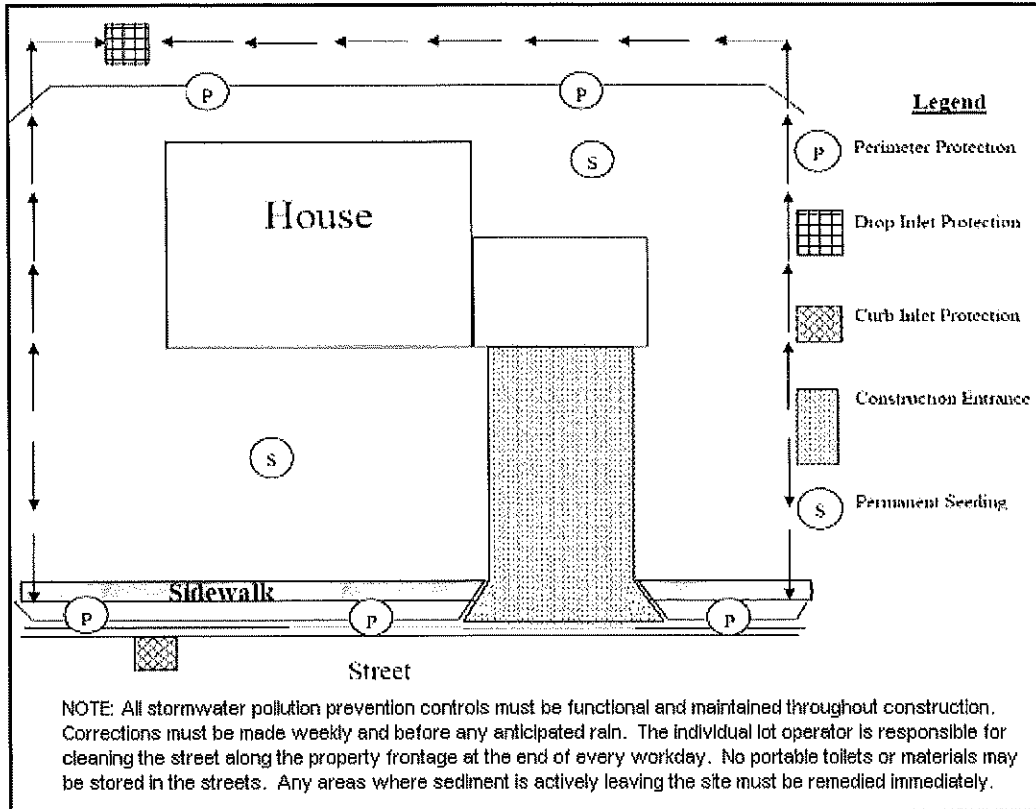 P
P
Legend
P Perimeter Protection
S
House
Drop Inlet Protection
Curb Inlet Protection
Construction Entrance
S
S Permanent Seeding
Sidewalk
P
P
P
Street
NOTE: All stormwater pollution prevention controls must be functional and maintained throughout construction.
Corrections must be made weekly and before any anticipated rain. The individual lot operator is responsible for
cleaning the street along the property frontage at the end of every workday. No portable toilets or materials may
be stored in the streets. Any areas where sediment is actively leaving the site must be remedied immediately.